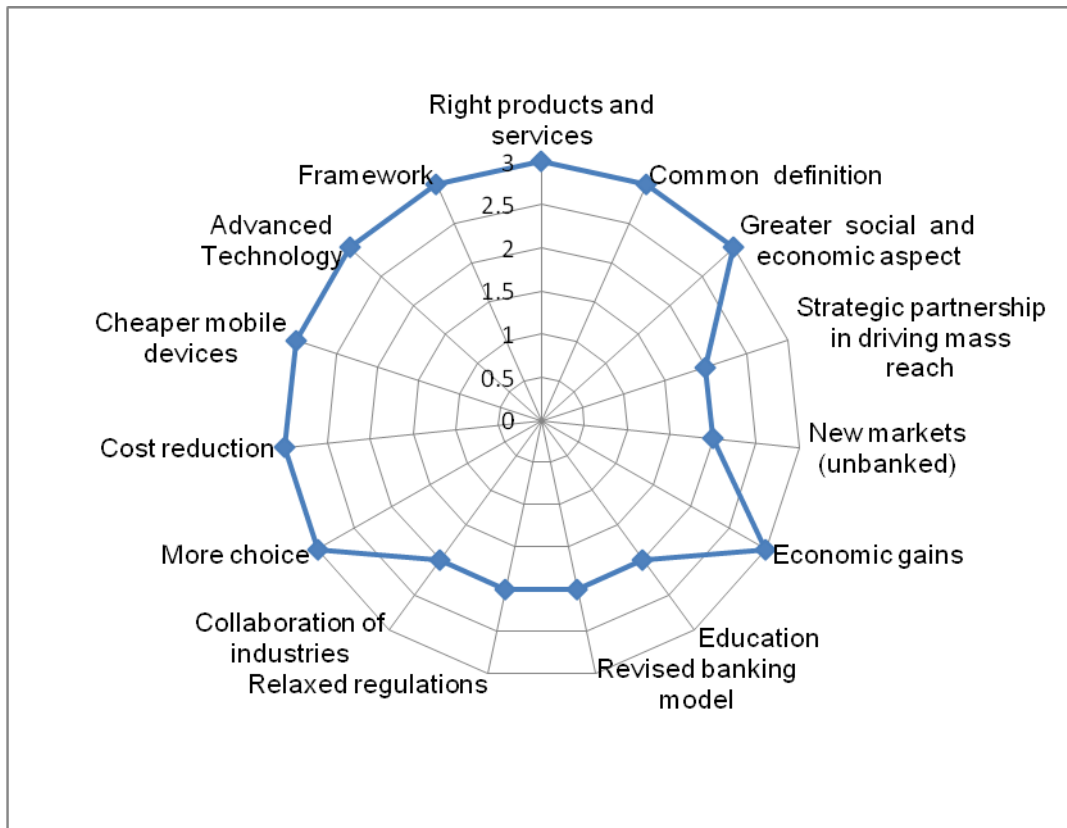 Right products and
services
3
Framework
Common definition
2.5
Advanced
Technology
Greater social and
economic aspect
2
1.5
Strategic partnership
in driving mass
reach
Cheaper mobile
devices
1
0.5
0
New markets
(unbanked)
Cost reduction
More choice
Economic gains
Collaboration of
industries
Education
Relaxed regulations
Revised banking
model